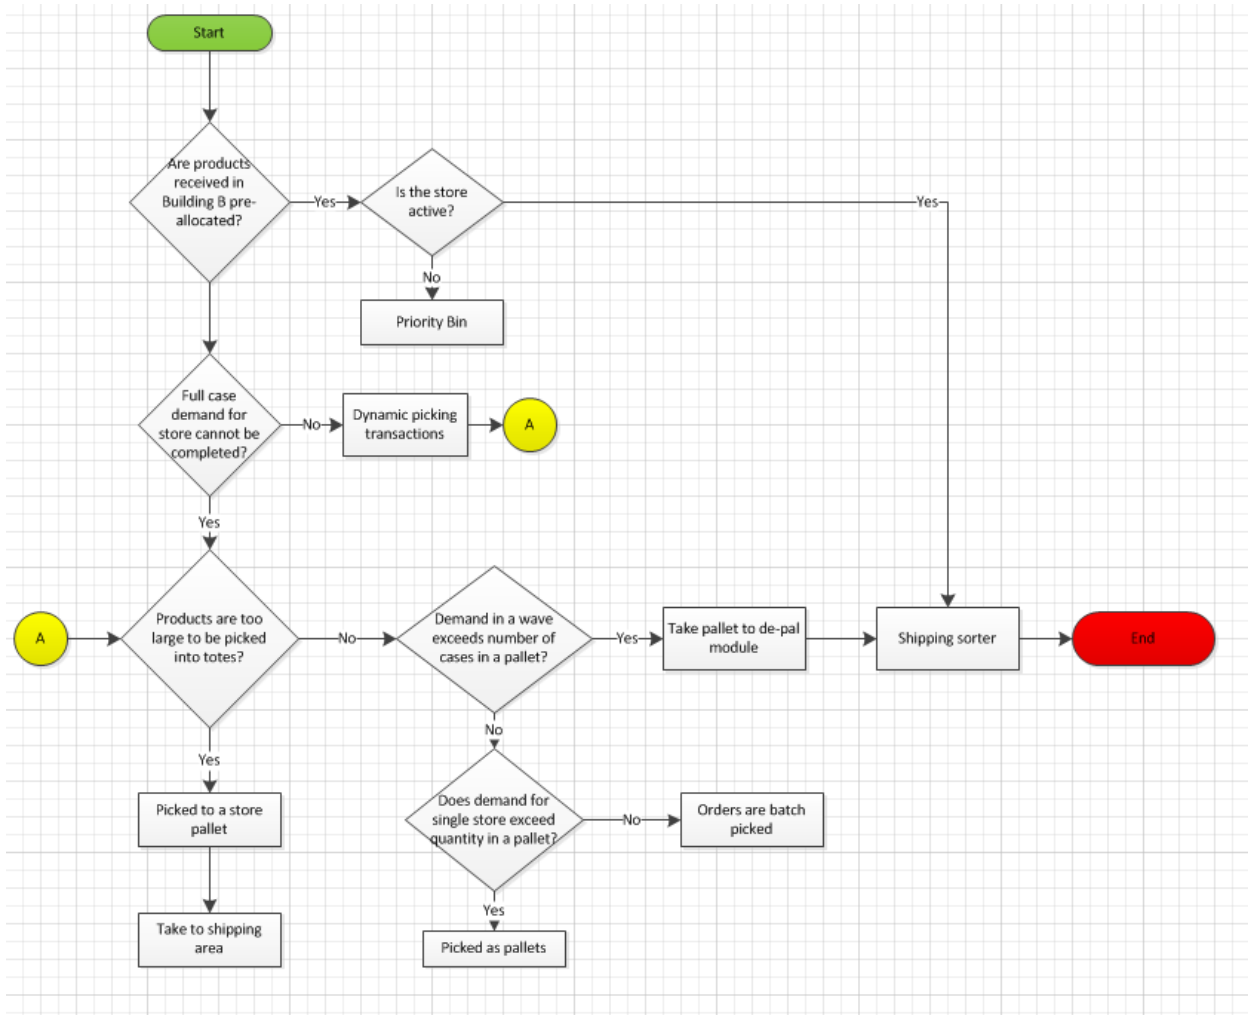 Start
Are products
received in
Building B pre-
allocated?
Yes
Is the store
active?
Yes
No
Priority Bin
Full case
demand for
store cannot be
completed?
No
Dynamic picking
transactions
A
Yes
A
Products are too
large to be picked
into totes?
No
Demand in a wave
exceeds number of
cases in a pallet?
Yes
Take pallet to de-pal
module
Shipping sorter
End
Yes
No
Picked to a store
pallet
Does demand for
single store exceed
quantity in a pallet?
No
Orders are batch
picked
Take to shipping
area
Yes
Picked as pallets